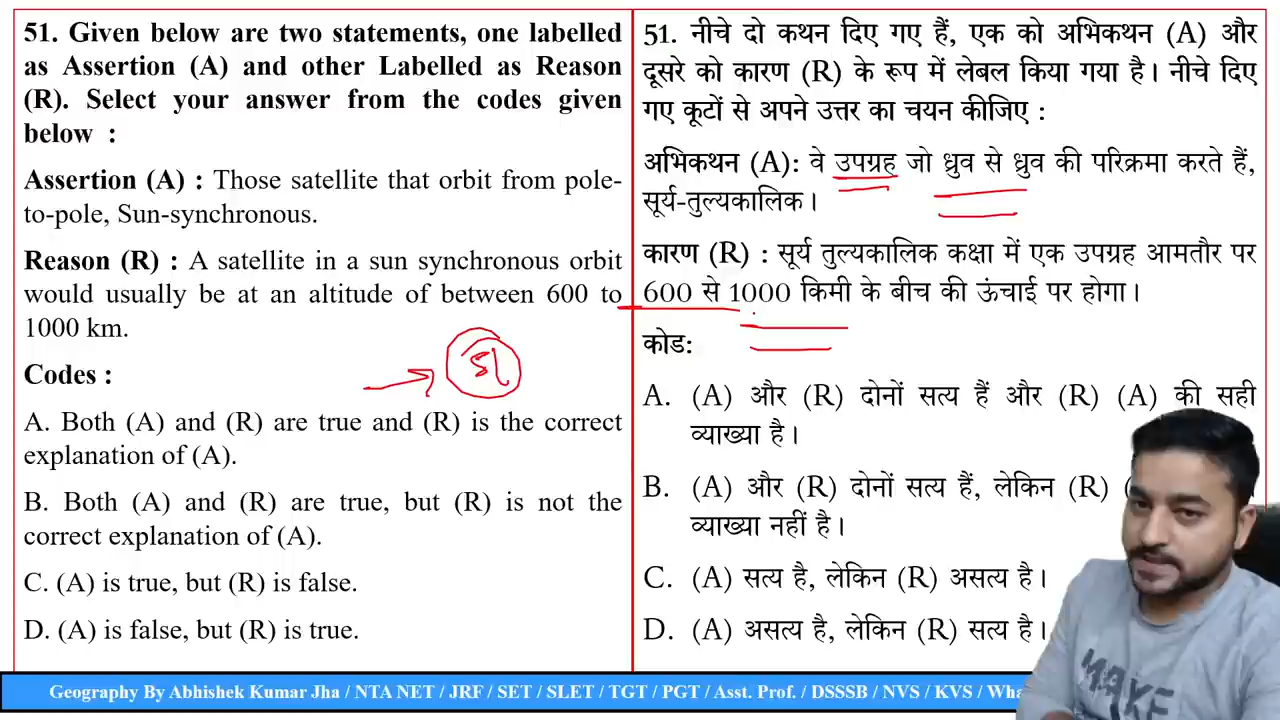 51. Given below are two statements, one labelled
as Assertion (A) and other Labelled as Reason
(R). Select your answer from the codes given
below :
Assertion (A) : Those satellite that orbit from pole-
to-pole, Sun-synchronous.
Reason (R) : A satellite in a sun synchronous orbit
would usually be at an altitude of between 600 to
1000 km.
Codes :
A. Both (A) and (R) are true and (R) is the correct
explanation of (A).
B. Both (A) and (R) are true, but (R) is not the
correct explanation of (A).
C. (A) is true, but (R) is false.
D. (A) is false, but (R) is true.
51. नीचे दो कथन दिए गए हैं, एक को अभिकथन (A) और
दूसरे को कारण (R) के रूप में लेबल किया गया है। नीचे दिए
गए कूटों से अपने उत्तर का चयन कीजिए :
अभिकथन (A): वे उपग्रह जो ध्रुव से ध्रुव की परिक्रमा करते हैं,
सूर्य-तुल्यकालिक।
कारण (R) : सूर्य तुल्यकालिक कक्षा में एक उपग्रह आमतौर पर
600 से 1000 किमी के बीच की ऊंचाई पर होगा।
कोड:
A. (A) और (R) दोनों सत्य हैं और (R) (A) की सही
व्याख्या है।
B. (A) और (R) दोनों सत्य हैं, लेकिन (R)
व्याख्या नहीं है।
C. (A) सत्य है, लेकिन (R) असत्य है।
D. (A) असत्य है, लेकिन (R) सत्य है।
Geography By Abhishek Kumar Jha / NTA NET / JRF / SET / SLET / TGT / PGT / Asst. Prof. / DSSSB / NVS / KVS /
MAKE